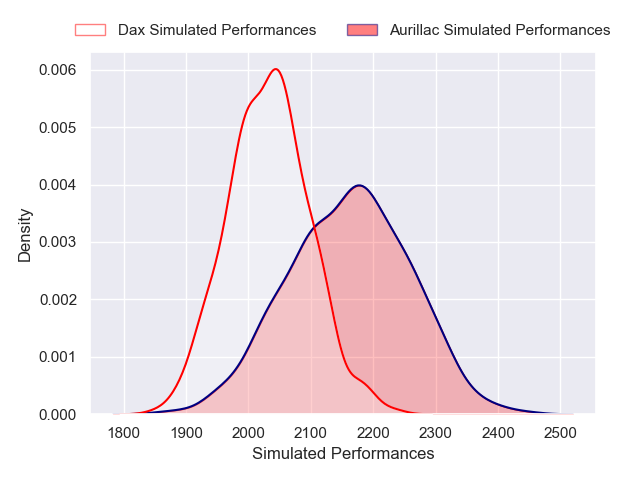 Dax Simulated Performances
Aurillac Simulated Performances
0.006
0.005
0.004
0.003
0.002
0.001
0.000
Density
1800 1900 2000 2100 2200 2300 2400 2500
Simulated Performances